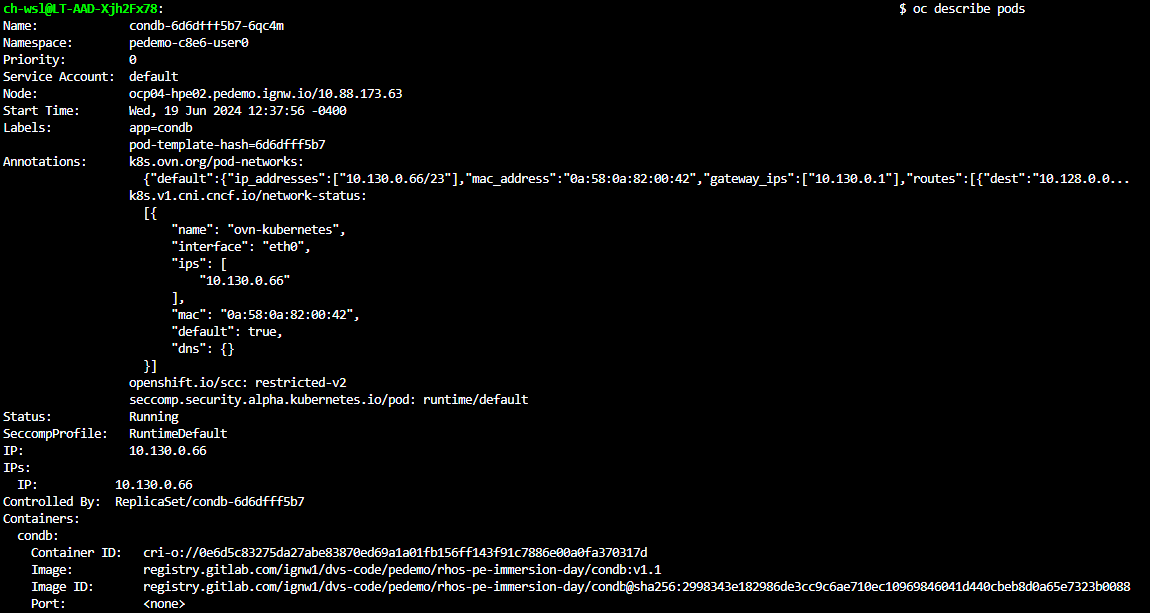 ch-wsl@LT-AAD-Xjh2Fx78: $ oc describe pods
Name: condb-6d6dfff5b7-6qc4m
Namespace: pedemo-c8e6-user0
Priority: 0
Service Account: default
Node: ocp04-hpe02.pedemo.ignw.io/10.88.173.63
Start Time: Wed, 19 Jun 2024 12:37:56 -0400
Labels: app=condb
pod-template-hash=6d6dfff5b7
Annotations: k8s.ovn.org/pod-networks:
{"default":{"ip_addresses":["10.130.0.66/23"],"mac_address":"0a:58:0a:82:00:42","gateway_ips":["10.130.0.1"],"routes":[{"dest":"10.128.0.0...
k8s.v1.cni.cncf.io/network-status:
[{
"name": "ovn-kubernetes",
"interface": "eth0",
"ips": [
"10.130.0.66"
],
"mac": "0a:58:0a:82:00:42",
"default": true,
"dns": {}
}]
openshift.io/scc: restricted-v2
seccomp.security.alpha.kubernetes.io/pod: runtime/default
Status: Running
SeccompProfile: RuntimeDefault
IP: 10.130.0.66
IPs:
IP: 10.130.0.66
Controlled By: ReplicaSet/condb-6d6dfff5b7
Containers:
condb:
Container ID: cri-o://0e6d5c83275da27abe83870ed69a1a01fb156ff143f91c7886e00a0fa370317d
Image: registry.gitlab.com/ignw1/dvs-code/pedemo/rhos-pe-immersion-day/condb:v1.1
Image ID: registry.gitlab.com/ignw1/dvs-code/pedemo/rhos-pe-immersion-day/condb@sha256:2998343e182986de3cc9c6ae710ec10969846041d440cbeb8d0a65e7323b0088
Port: <none>